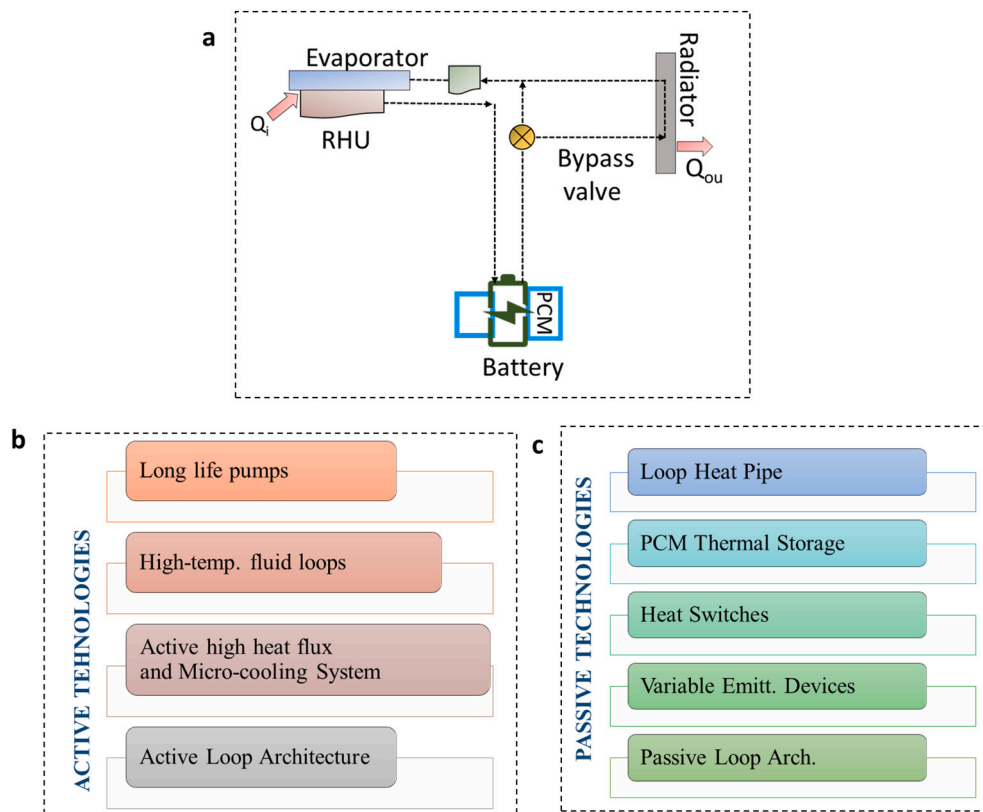 a
Evaporator
Qi
RHU
Radiator
Bypass
valve
Qou
PCM
Battery
b
ACTIVE TEHNOLOGIES
Long life pumps
High-temp. fluid loops
Active high heat flux
and Micro-cooling System
Active Loop Architecture
c
PASSIVE TECHNOLOGIES
Loop Heat Pipe
PCM Thermal Storage
Heat Switches
Variable Emitt. Devices
Passive Loop Arch.